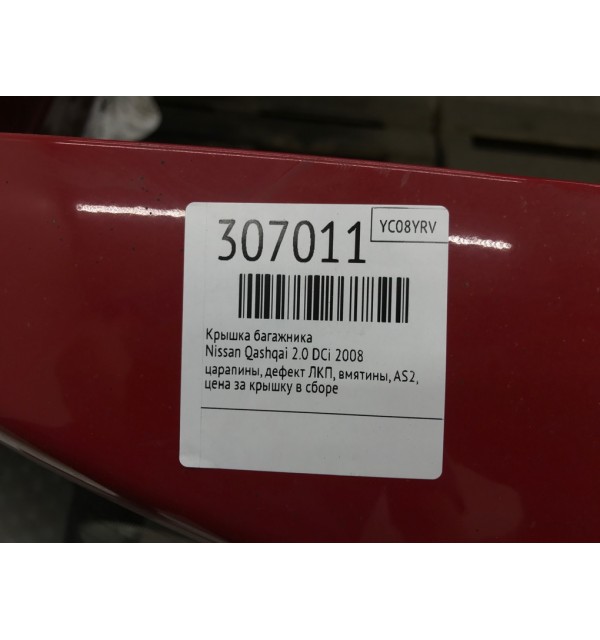 307011
YC08YRV
Крышка багажника
Nissan Qashqai 2.0 DCi 2008
царапины, дефект ЛКП, вмятины, AS2,
цена за крышку в сборе